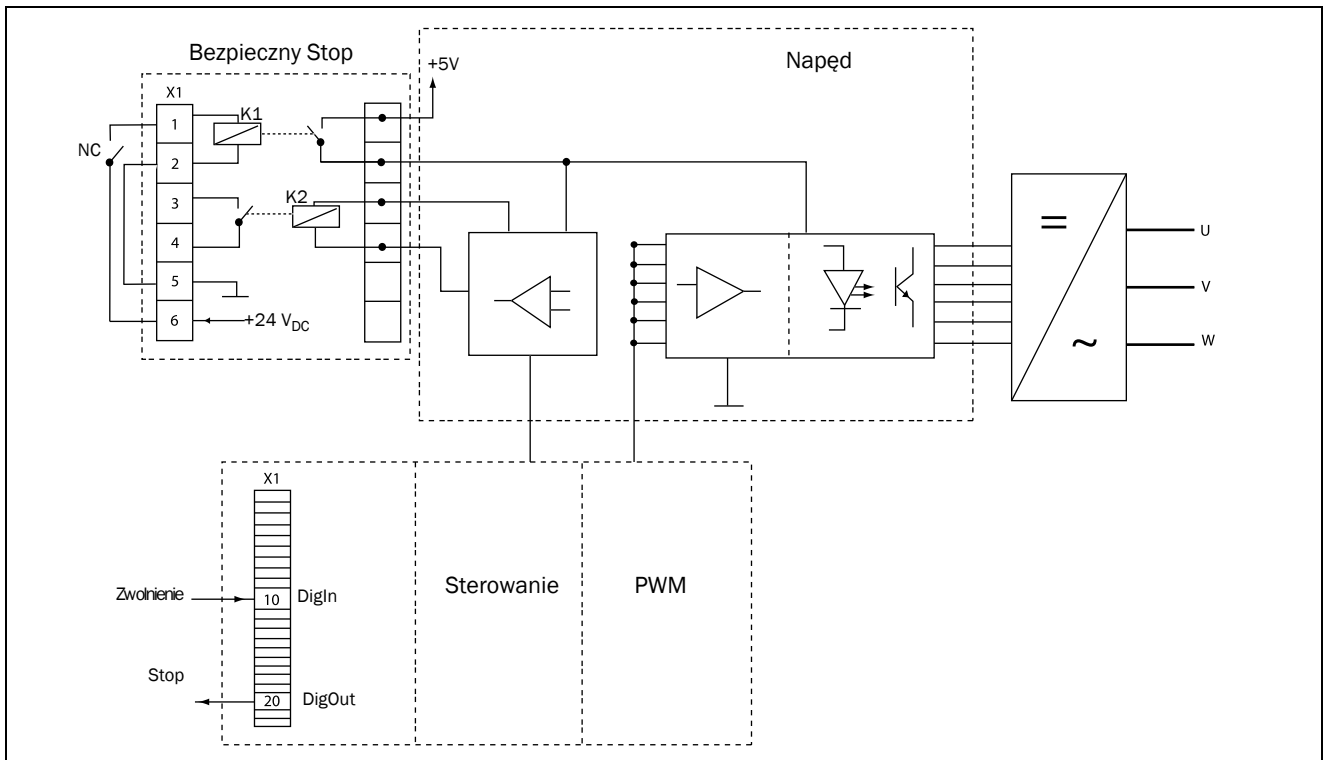 Bezpieczny Stop
Napęd
+5V
X1
K1
1
NC
2
K2
3
4
5
6
+24 VDC
=
~
U
V
W
X1
Zwolnienie
10
DigIn
Sterowanie
PWM
Stop
20
DigOut